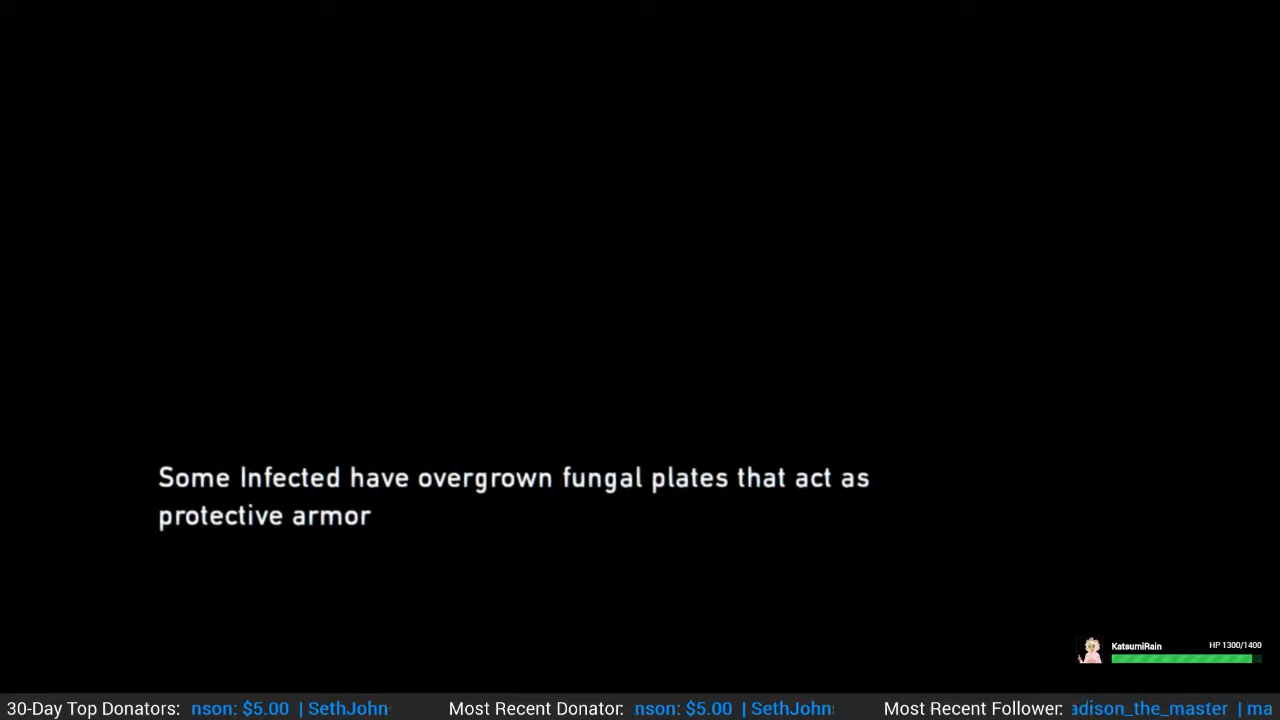 Some Infected have overgrown fungal plates that act as
protective armor
KatsumiRain HP 1300/1400
30-Day Top Donators: nson: $5.00 | SethJohn Most Recent Donator: nson: $5.00 | SethJohn Most Recent Follower: adison_the_master | ma